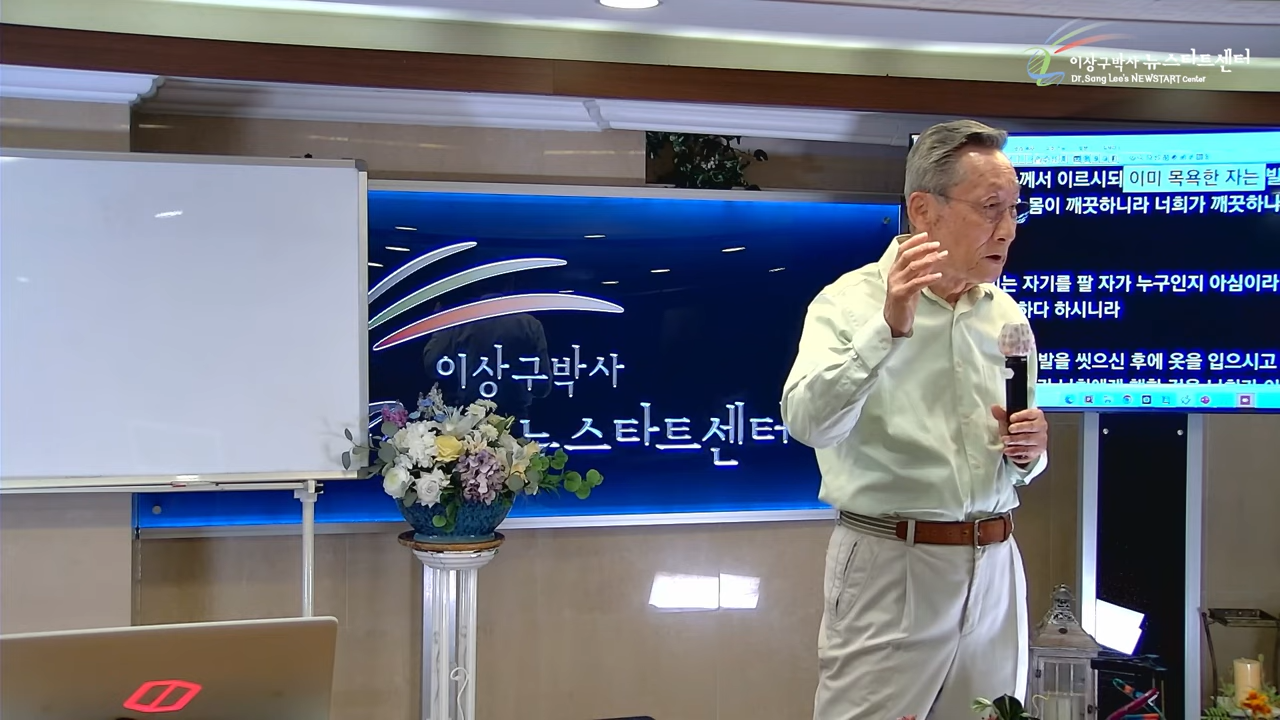 이상구박사 뉴스타트센터
Dr. Sang Lee's NEWSTART Center
께서 이르시되 이미 목욕한 자는 발
몸이 깨끗하니라 너희가 깨끗하나
는 자기를 팔 자가 누구인지 아심이라
하다 하시니라
발을 씻으신 후에 옷을 입으시고
이상구박사
뉴스타트센터